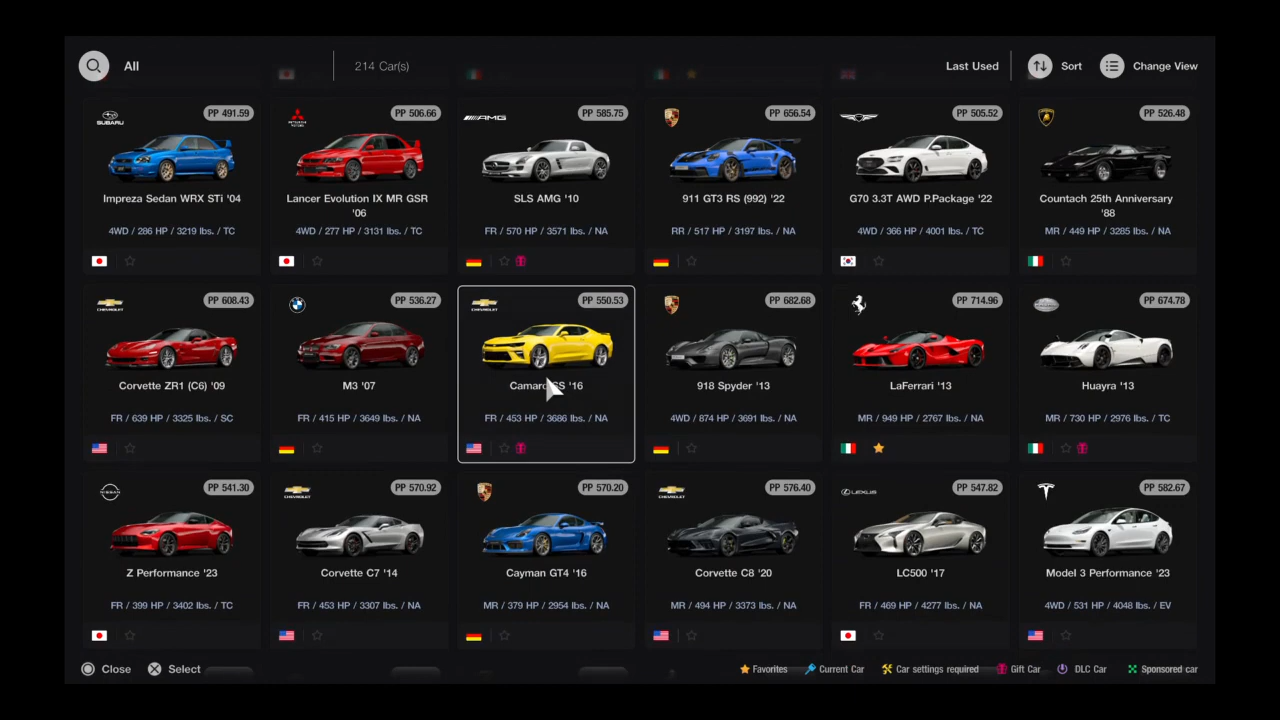 All
214 Car(s)
Last Used
Sort
Change View
SUBARU
PP 491.59
Impreza Sedan WRX STi '04
4WD / 286 HP / 3219 lbs. / TC
MITSUBISHI
MOTORS
PP 506.66
Lancer Evolution IX MR GSR
'06
4WD / 277 HP / 3131 lbs. / TC
AMG
PP 585.75
SLS AMG '10
FR / 570 HP / 3571 lbs. / NA
PP 656.54
911 GT3 RS (992) '22
RR / 517 HP / 3197 lbs. / NA
PP 505.52
G70 3.3T AWD P.Package '22
4WD / 366 HP / 4001 lbs. / TC
PP 526.48
Countach 25th Anniversary
'88
MR / 449 HP / 3285 lbs. / NA
CHEVROLET
PP 608.43
Corvette ZR1 (C6) '09
FR / 639 HP / 3325 lbs. / SC
PP 536.27
M3 '07
FR / 415 HP / 3649 lbs. / NA
CHEVROLET
PP 550.53
Camaro SS '16
FR / 453 HP / 3686 lbs. / NA
PP 682.68
918 Spyder '13
4WD / 874 HP / 3691 lbs. / NA
PP 714.96
LaFerrari '13
MR / 949 HP / 2767 lbs. / NA
PP 674.78
Huayra '13
MR / 730 HP / 2976 lbs. / TC
PP 541.30
Z Performance '23
FR / 399 HP / 3402 lbs. / TC
CHEVROLET
PP 570.92
Corvette C7 '14
FR / 453 HP / 3307 lbs. / NA
PP 570.20
Cayman GT4 '16
MR / 379 HP / 2954 lbs. / NA
CHEVROLET
PP 576.40
Corvette C8 '20
MR / 494 HP / 3373 lbs. / NA
LEXUS
PP 547.82
LC500 '17
FR / 469 HP / 4277 lbs. / NA
PP 582.67
Model 3 Performance '23
4WD / 531 HP / 4048 lbs. / EV
Close
Select
Favorites
Current Car
Car settings required
Gift Car
DLC Car
Sponsored car